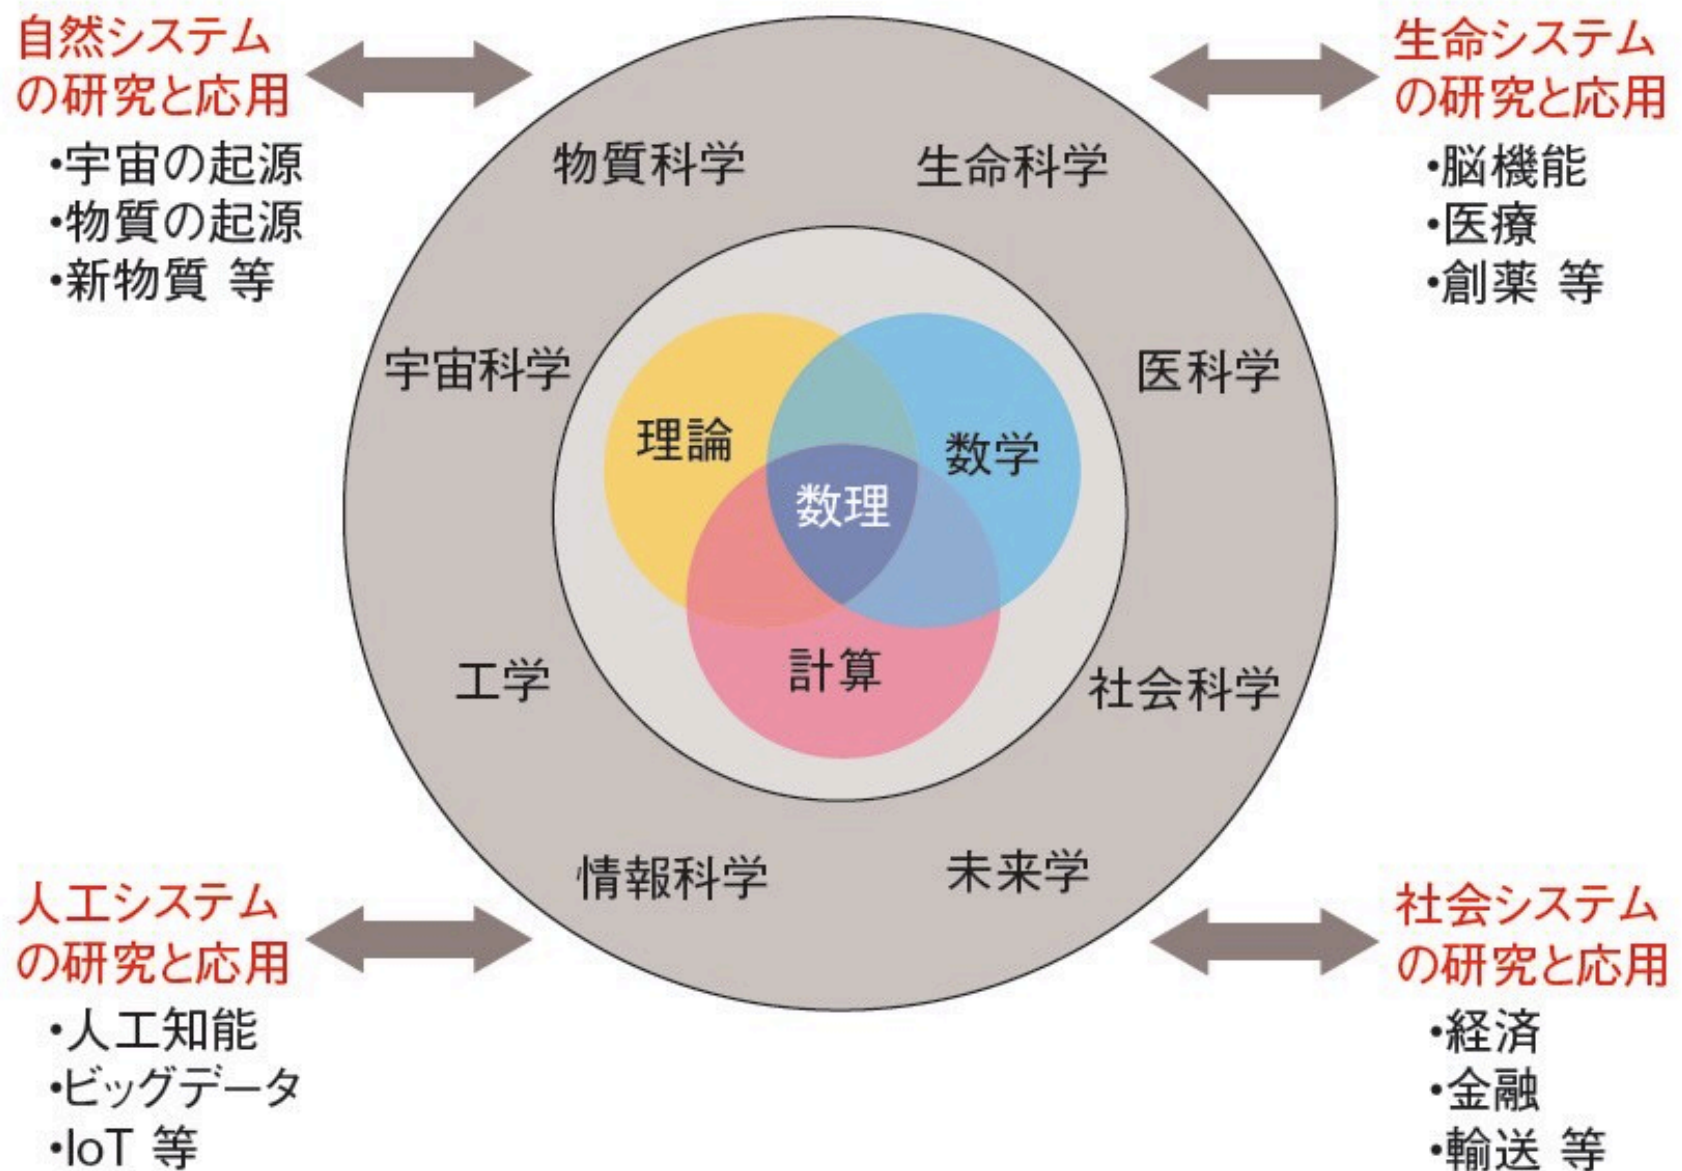 自然システム
の研究と応用
・宇宙の起源
・物質の起源
・新物質 等
生命システム
の研究と応用
・脳機能
・医療
・創薬 等
物質科学
生命科学
宇宙科学
医科学
理論
数学
数理
計算
工学
社会科学
情報科学
未来学
人工システム
の研究と応用
・人工知能
・ビッグデータ
・IoT 等
社会システム
の研究と応用
・経済
・金融
・輸送 等